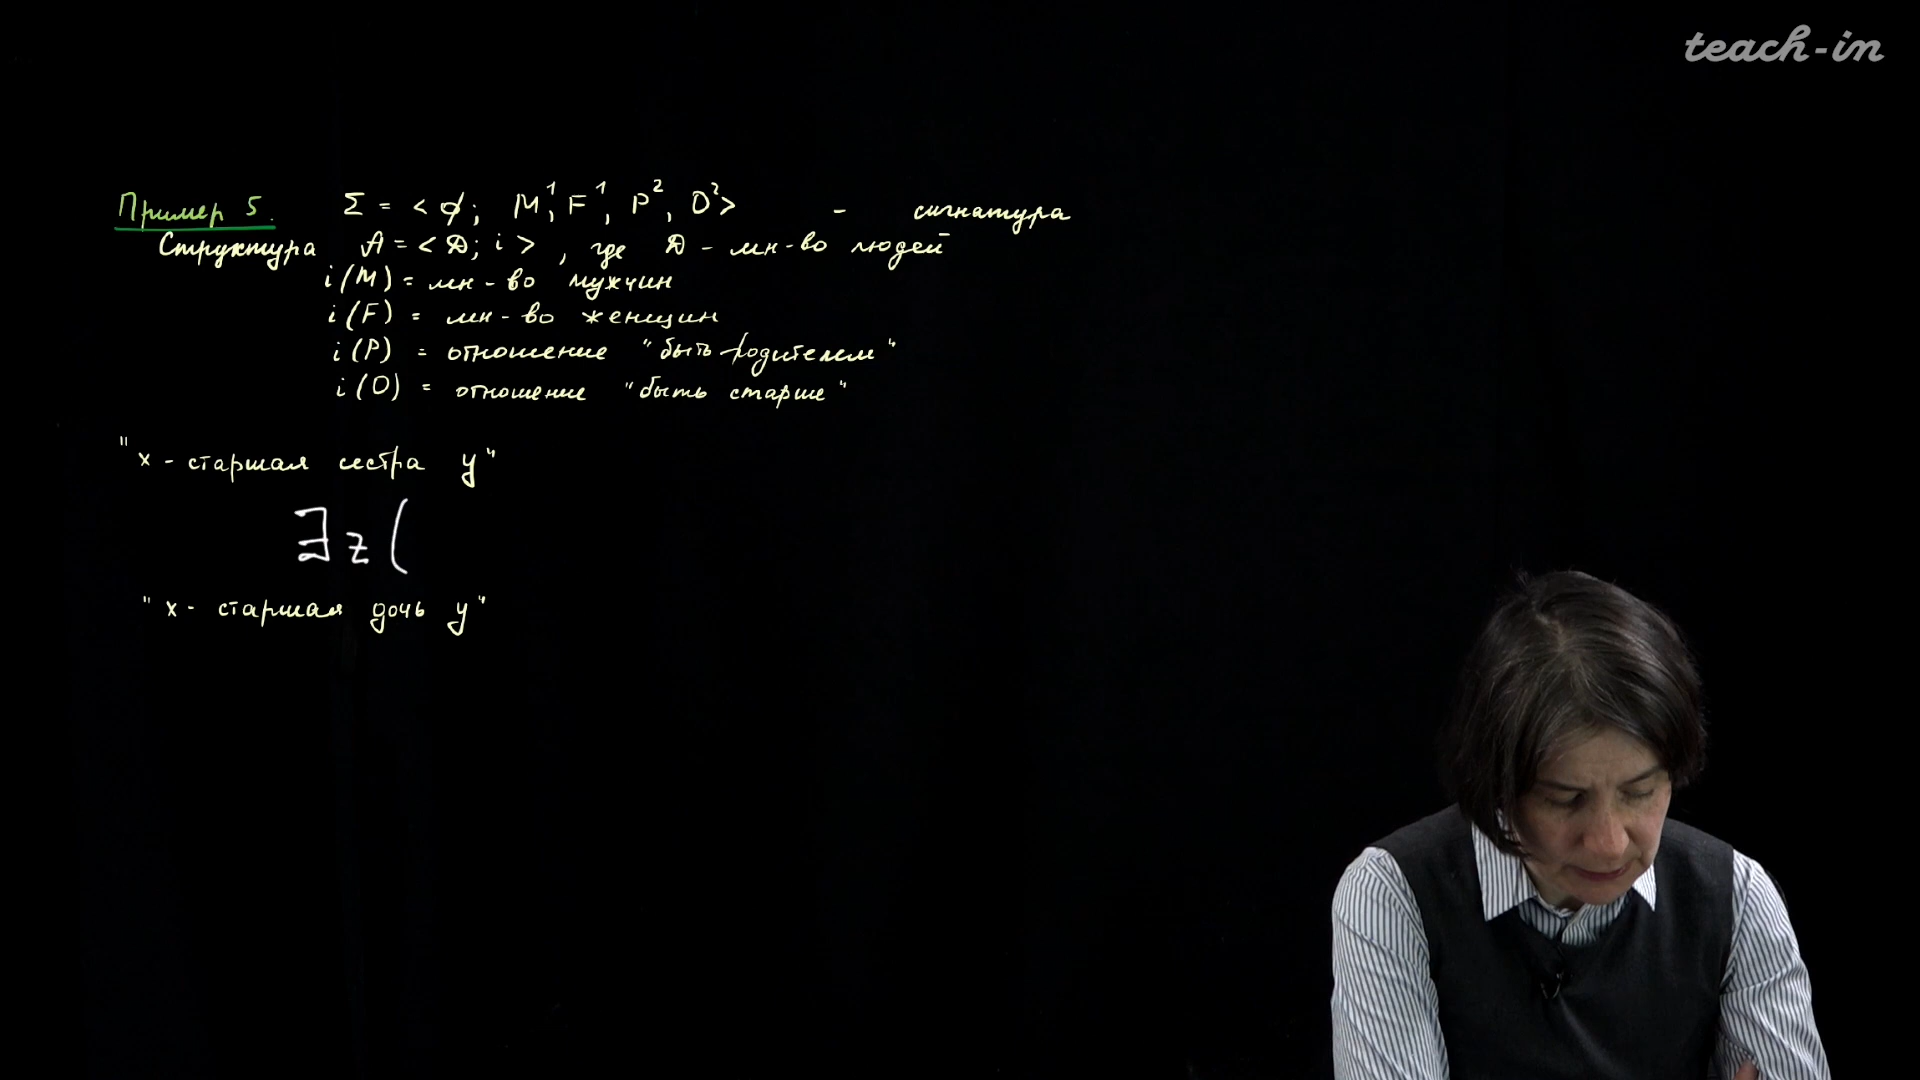 teach-in
Пример 5. Σ = < ∅; M¹, F¹, P², O² > - сигнатура
Структура A = < D; i >, где D - мн-во людей
i(M) = мн-во мужчин
i(F) = мн-во женщин
i(P) = отношение "быть родителем"
i(O) = отношение "быть старше"
"x - старшая сестра y"
∃z(
"x - старшая дочь y"